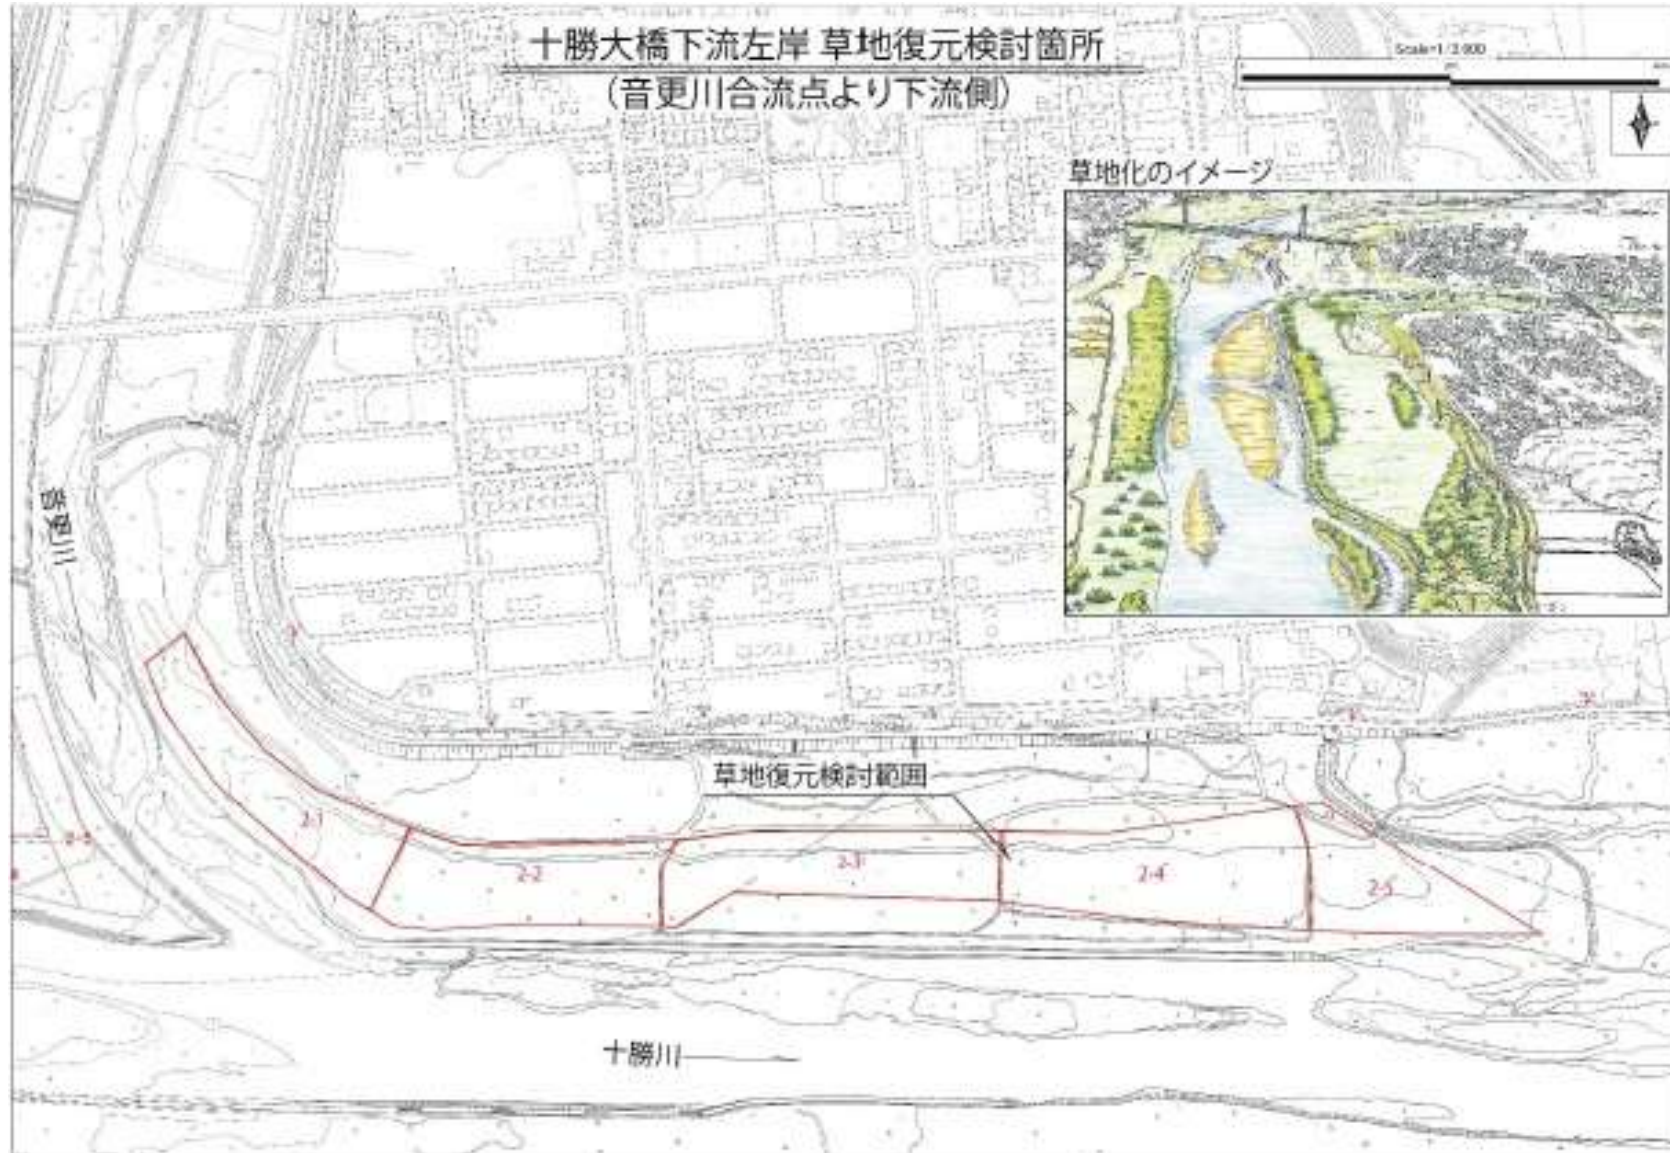 十勝大橋下流左岸 草地復元検討箇所
(音更川合流点より下流側)
草地化のイメージ
音更川
草地復元検討範囲
2-1
2-2
2-3
2-4
2-5
十勝川